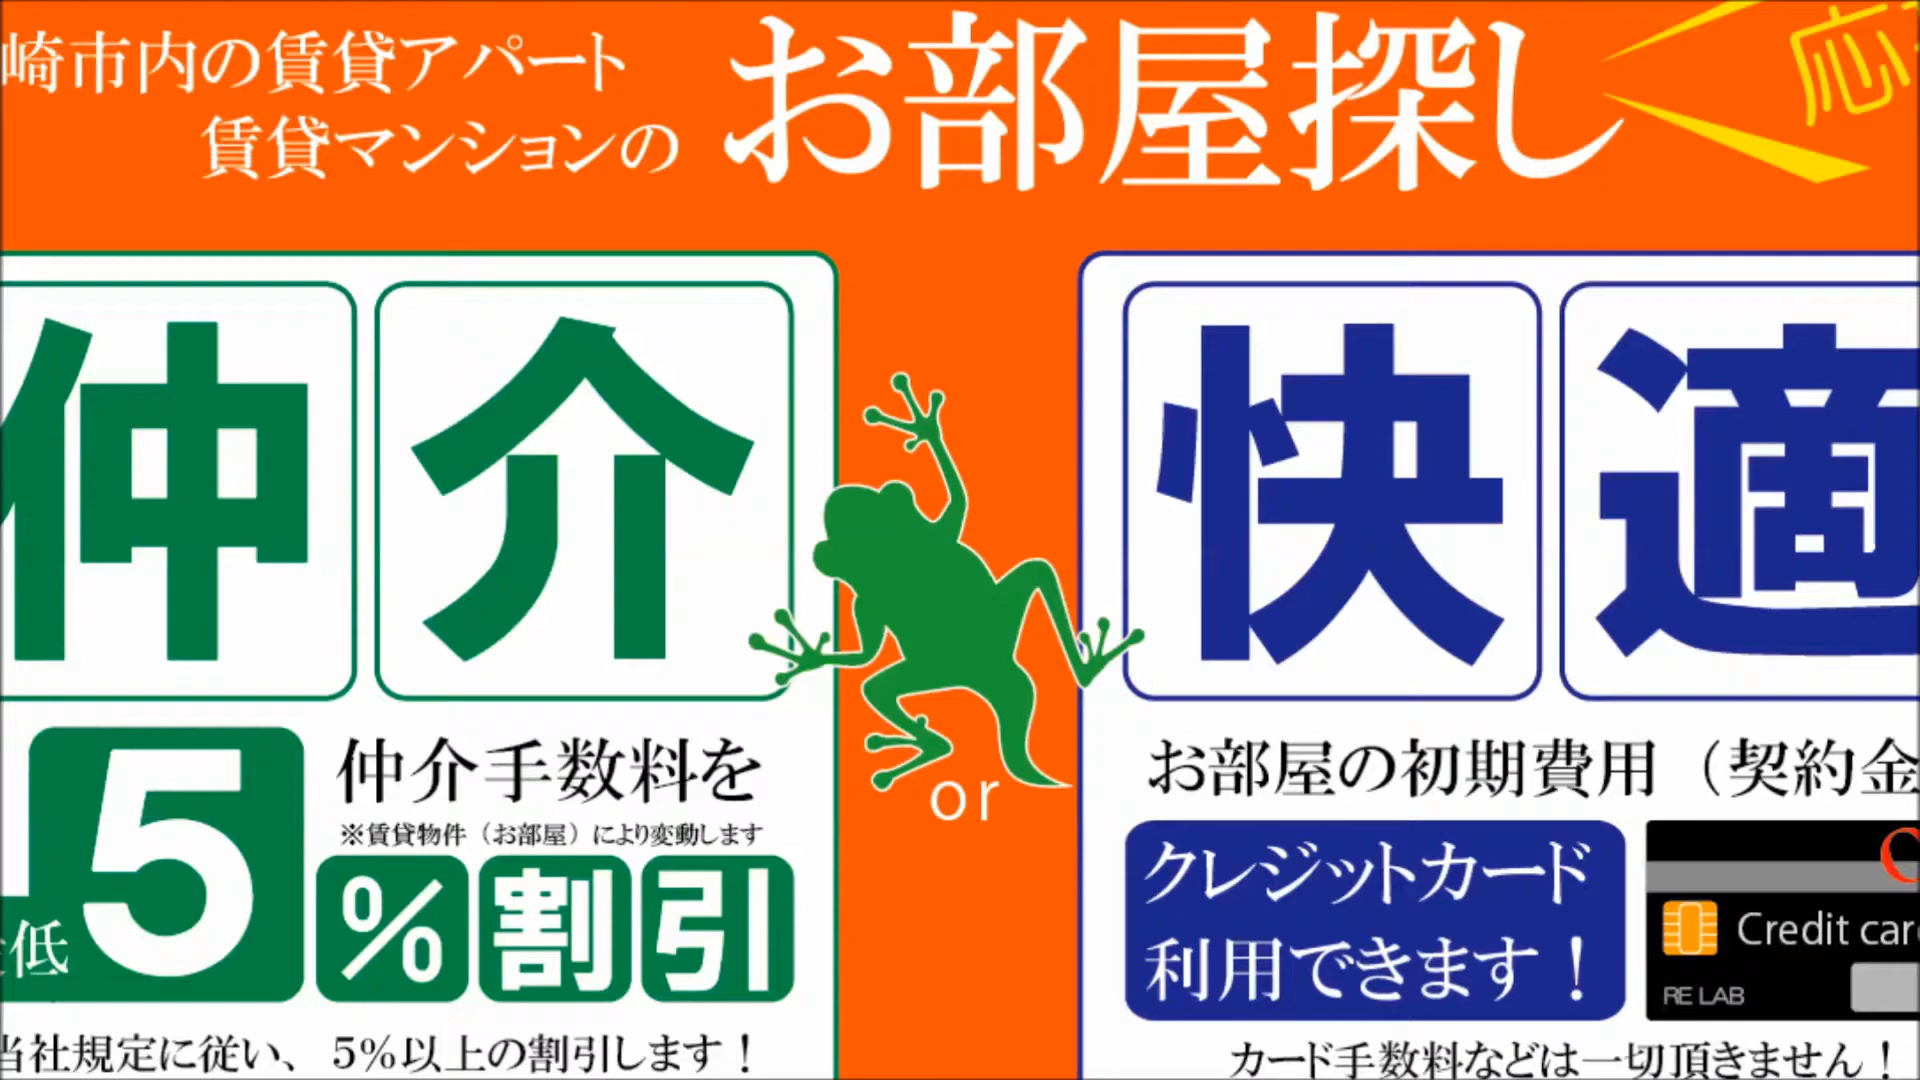 崎市内の賃貸アパート
賃貸マンションの
お部屋探し
応
仲介
快適
5
低
仲介手数料を
※賃貸物件（お部屋）により変動します
%割引
当社規定に従い、5％以上の割引します！
or
お部屋の初期費用（契約金
クレジットカード
利用できます！
Credit car
RE LAB
カード手数料などは一切頂きません！